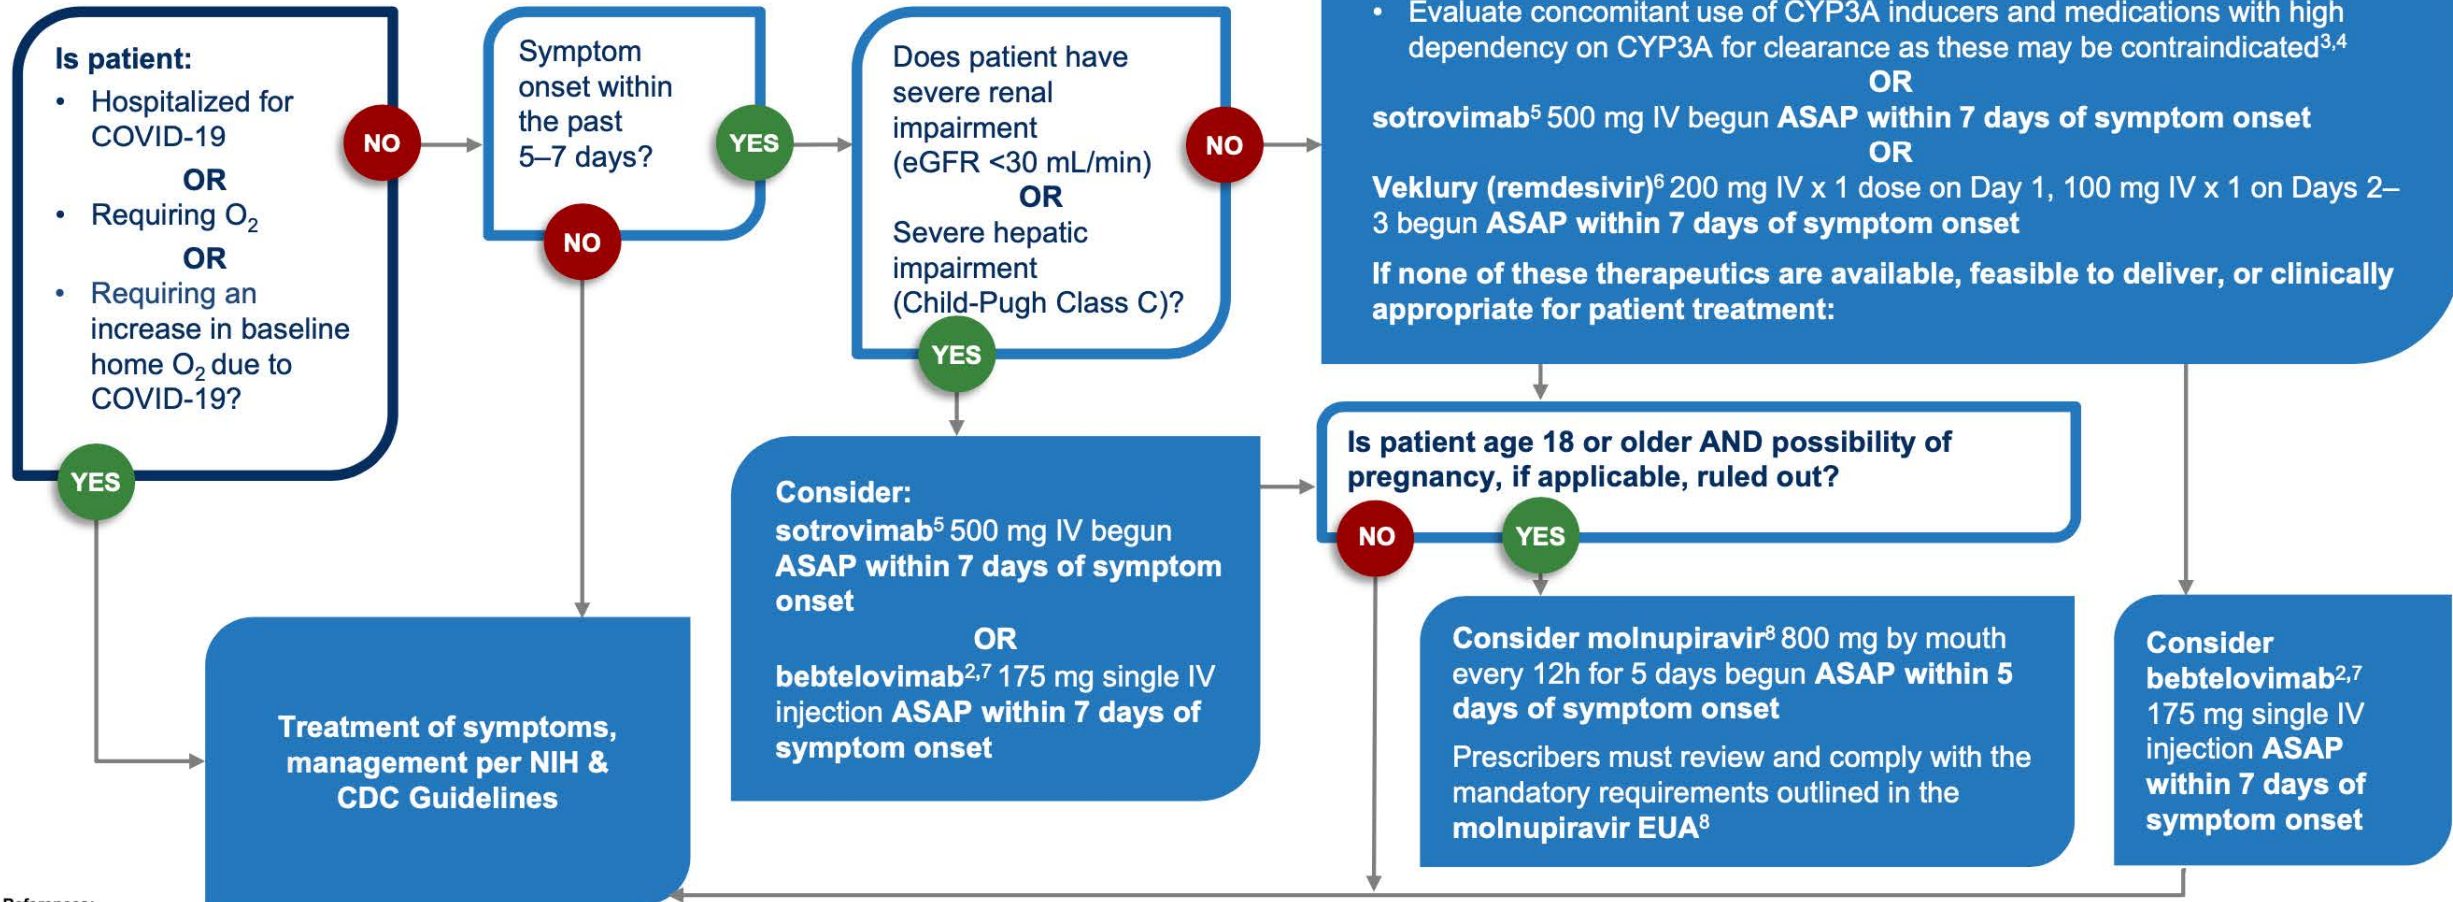 Is patient:
• Hospitalized for
COVID-19
OR
• Requiring O₂
OR
• Requiring an
increase in baseline
home O₂ due to
COVID-19?
NO
YES
Symptom
onset within
the past
5–7 days?
YES
NO
Does patient have
severe renal
impairment
(eGFR <30 mL/min)
OR
Severe hepatic
impairment
(Child-Pugh Class C)?
NO
YES
• Evaluate concomitant use of CYP3A inducers and medications with high
dependency on CYP3A for clearance as these may be contraindicated³,⁴
OR
sotrovimab⁵ 500 mg IV begun ASAP within 7 days of symptom onset
OR
Veklury (remdesivir)⁶ 200 mg IV x 1 dose on Day 1, 100 mg IV x 1 on Days 2–
3 begun ASAP within 7 days of symptom onset
If none of these therapeutics are available, feasible to deliver, or clinically
appropriate for patient treatment:
Treatment of symptoms,
management per NIH &
CDC Guidelines
Consider:
sotrovimab⁵ 500 mg IV begun
ASAP within 7 days of symptom
onset
OR
bebtelovimab²,⁷ 175 mg single IV
injection ASAP within 7 days of
symptom onset
Is patient age 18 or older AND possibility of
pregnancy, if applicable, ruled out?
NO
YES
Consider molnupiravir⁸ 800 mg by mouth
every 12h for 5 days begun ASAP within 5
days of symptom onset
Prescribers must review and comply with the
mandatory requirements outlined in the
molnupiravir EUA⁸
Consider
bebtelovimab²,⁷
175 mg single IV
injection ASAP
within 7 days of
symptom onset